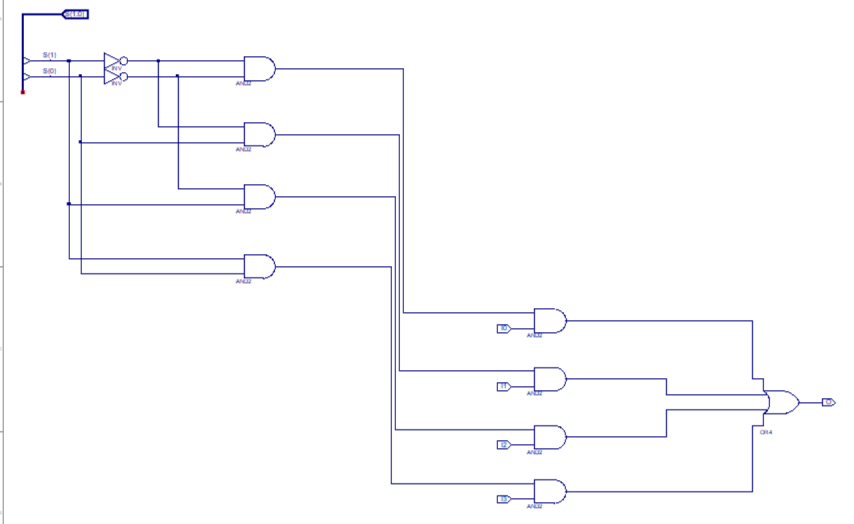 S(1:0)
S(1)
S(0)
INV
INV
AND2
AND2
AND2
AND2
I0
AND2
I1
AND2
I2
AND2
I3
AND2
OR4